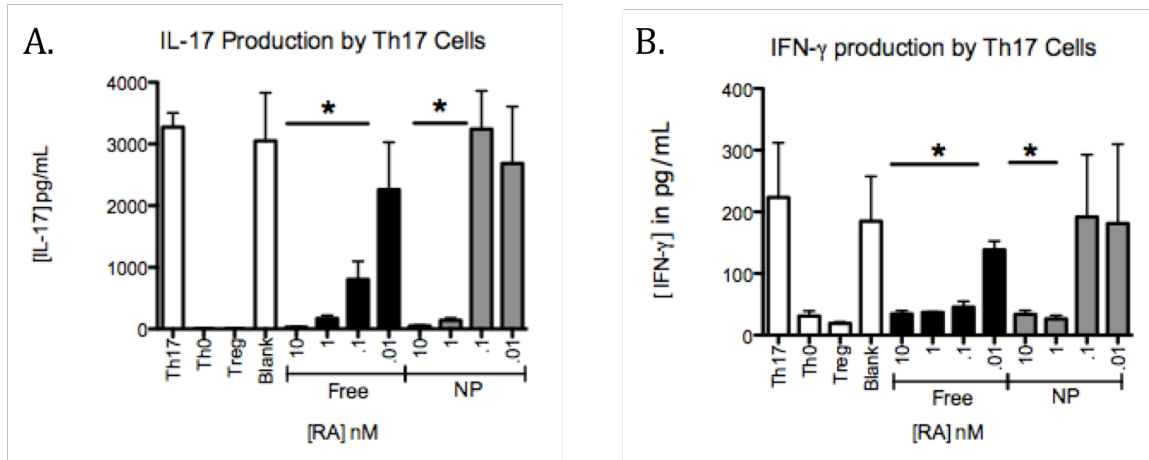 A.
IL-17 Production by Th17 Cells
[IL-17] pg/mL
4000
3000
2000
1000
0
*
*
Th17
Th0
Treg
Blank
10
1
.1
.01
10
1
.1
.01
Free
NP
[RA] nM
B.
IFN-γ production by Th17 Cells
[IFN-γ] in pg/mL
400
300
200
100
0
*
*
Th17
Th0
Treg
Blank
10
1
.1
.01
10
1
.1
.01
Free
NP
[RA] nM